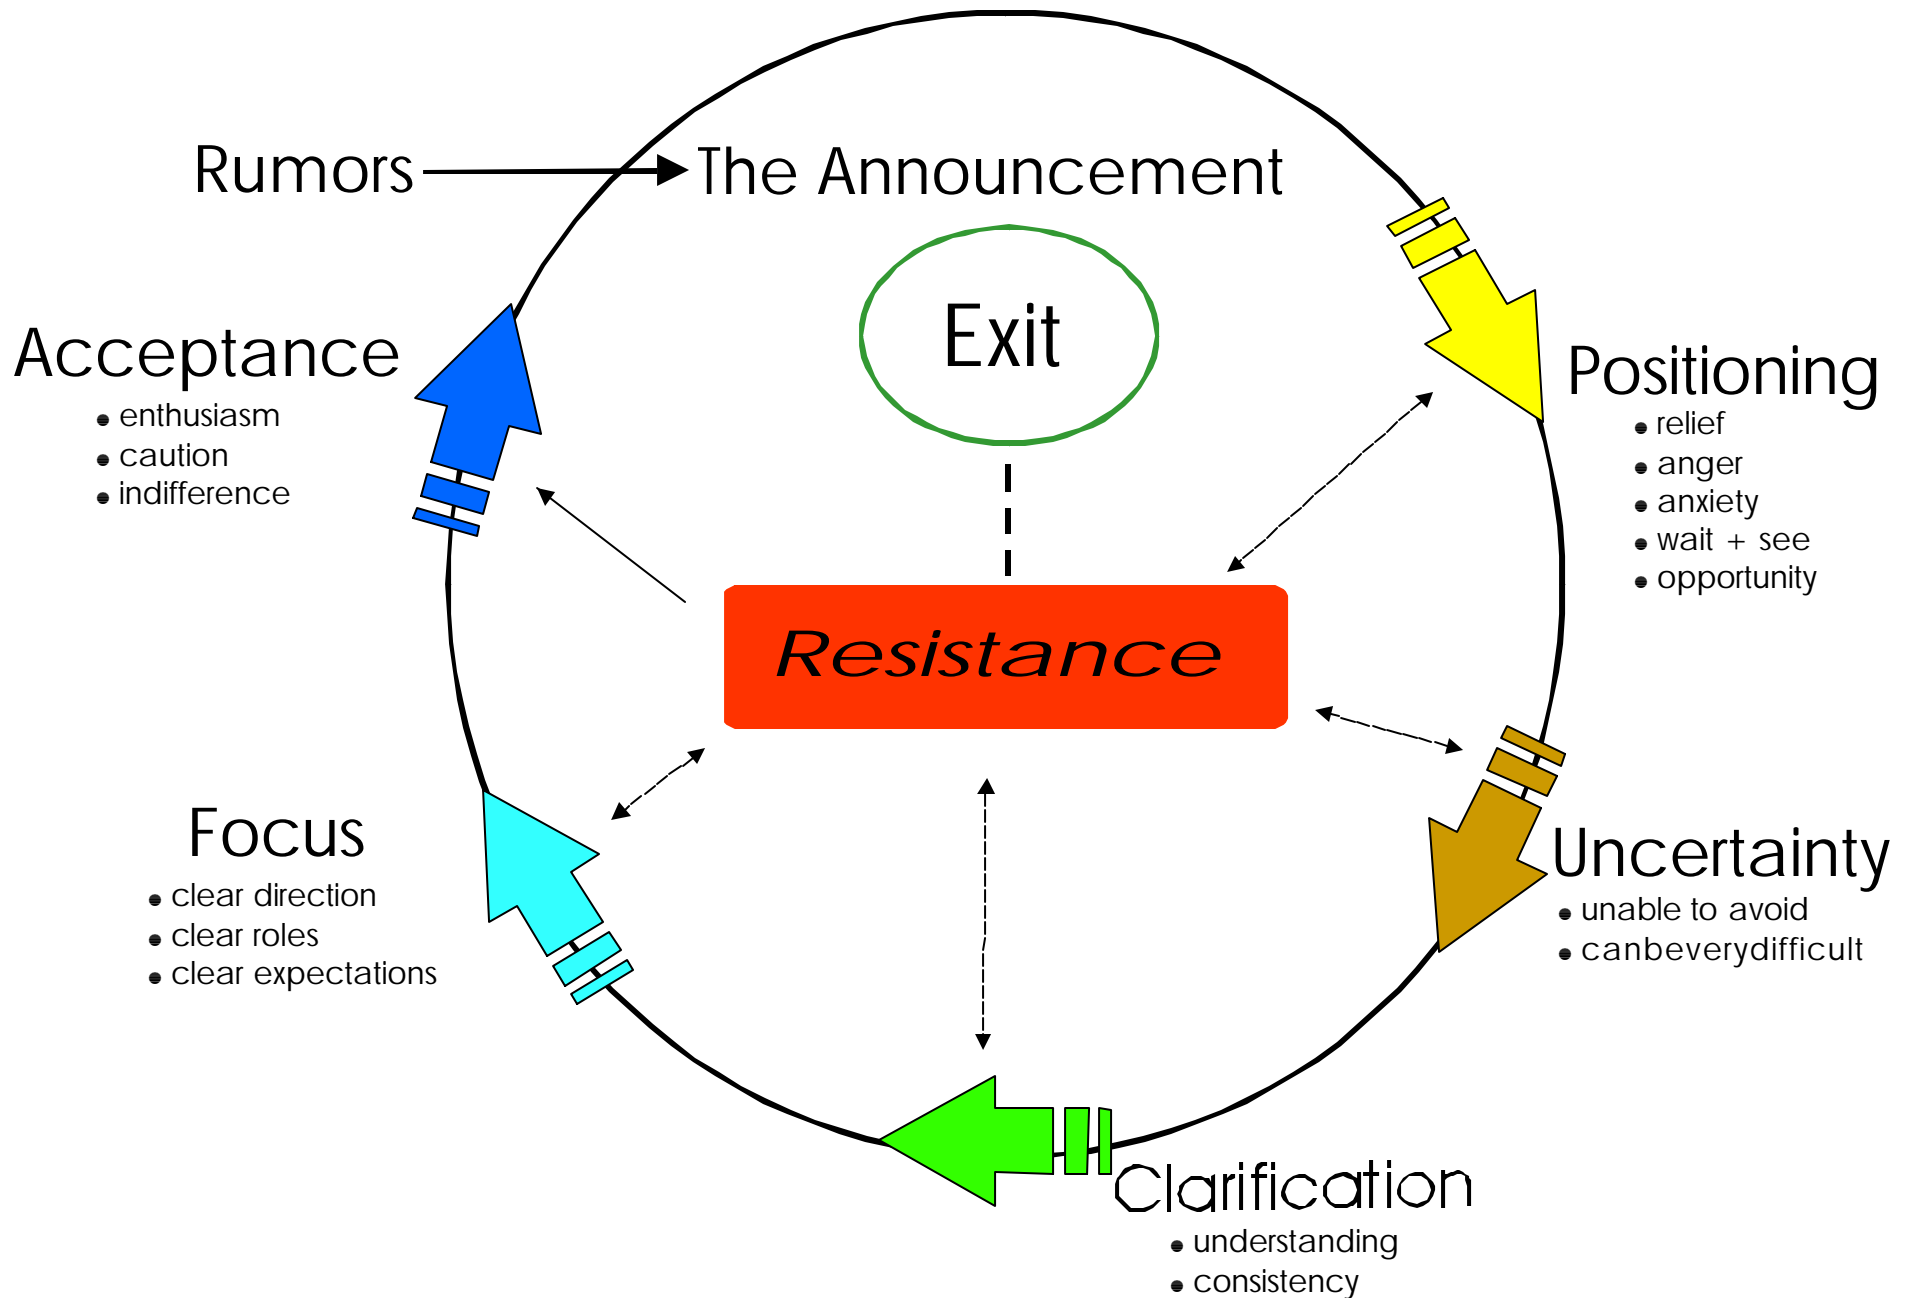 Rumors
The Announcement
Exit
Acceptance
• enthusiasm
• caution
• indifference
Positioning
• relief
• anger
• anxiety
• wait + see
• opportunity
Resistance
Focus
• clear direction
• clear roles
• clear expectations
Uncertainty
• unable to avoid
• canbeverydifficult
Clarification
• understanding
• consistency